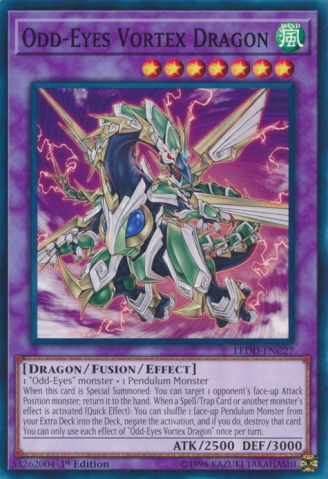 ODD-EYES VORTEX DRAGON
WIND
風
LEDD-ENC27
[DRAGON/FUSION/EFFECT]
1 "Odd-Eyes" monster + 1 Pendulum Monster
When this card is Special Summoned: You can target 1 opponent's face-up Attack
Position monster; return it to the hand. When a Spell/Trap Card or another monster's
effect is activated (Quick Effect): You can shuffle 1 face-up Pendulum Monster from
your Extra Deck into the Deck, negate the activation, and if you do, destroy that card.
You can only use each effect of "Odd-Eyes Vortex Dragon" once per turn.
ATK/2500 DEF/3000
53262004 1st Edition ©1996 KAZUKI TAKAHASHI